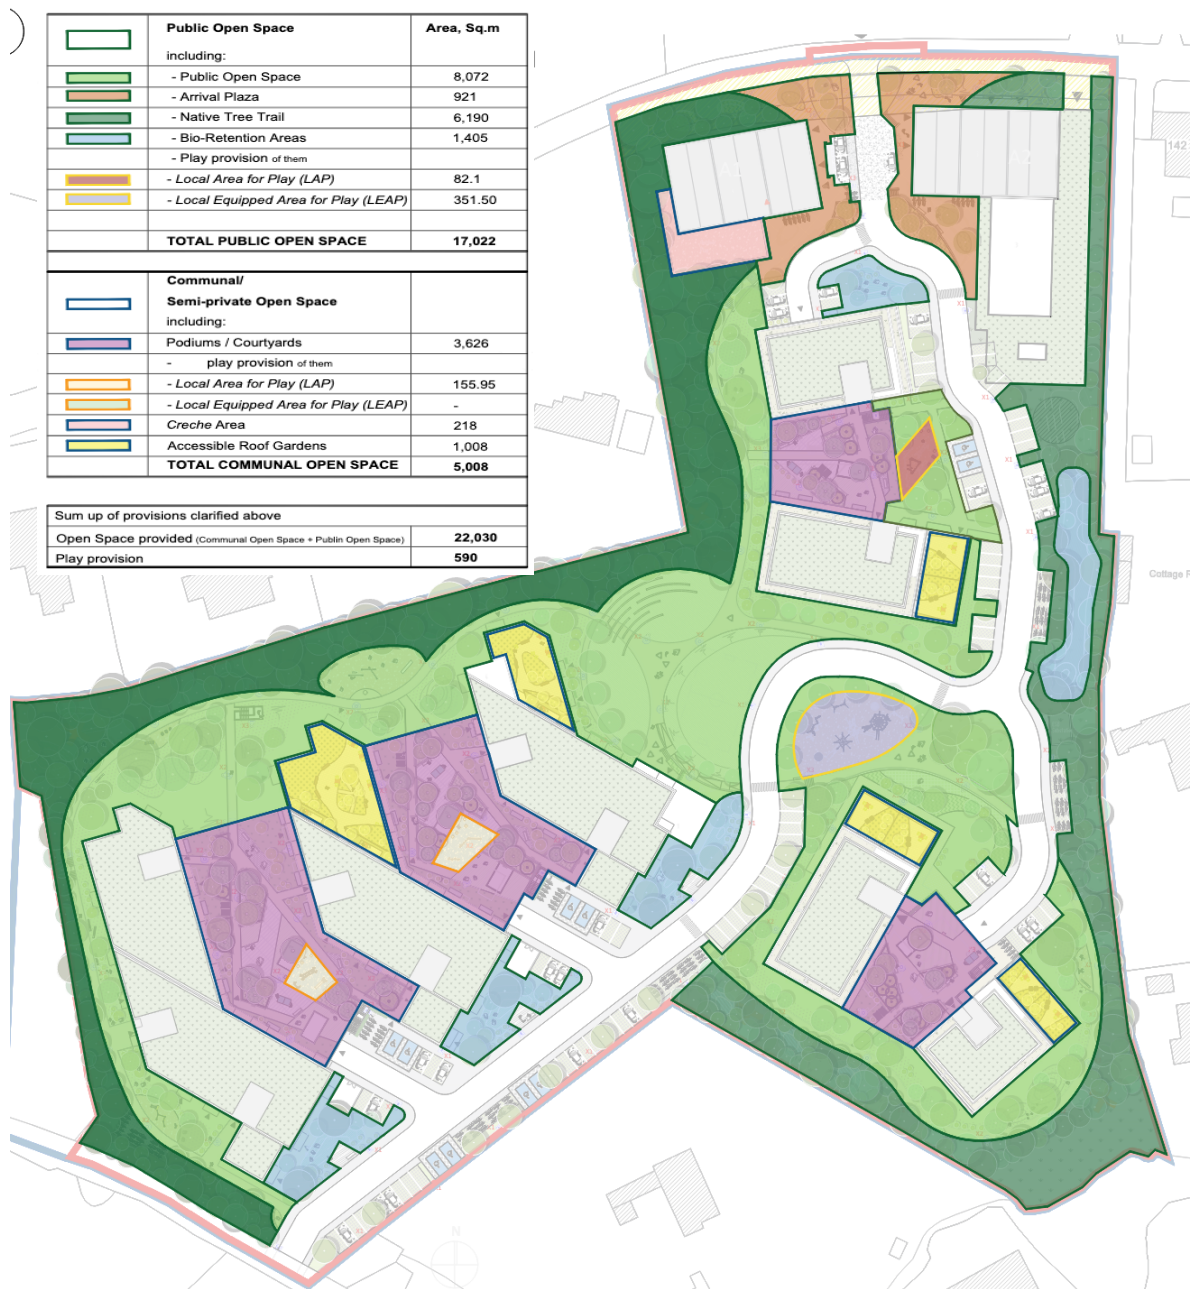 Public Open Space Area, Sq.m
including:
- Public Open Space 8,072
- Arrival Plaza 921
- Native Tree Trail 6,190
- Bio-Retention Areas 1,405
- Play provision of them
- Local Area for Play (LAP) 82.1
- Local Equipped Area for Play (LEAP) 351.50
TOTAL PUBLIC OPEN SPACE 17,022
Communal/
Semi-private Open Space
including:
Podiums / Courtyards 3,626
- play provision of them
- Local Area for Play (LAP) 155.95
- Local Equipped Area for Play (LEAP) -
Creche Area 218
Accessible Roof Gardens 1,008
TOTAL COMMUNAL OPEN SPACE 5,008
Sum up of provisions clarified above
Open Space provided (Communal Open Space + Publin Open Space) 22,030
Play provision 590
A1
A2
142
Cottage
N